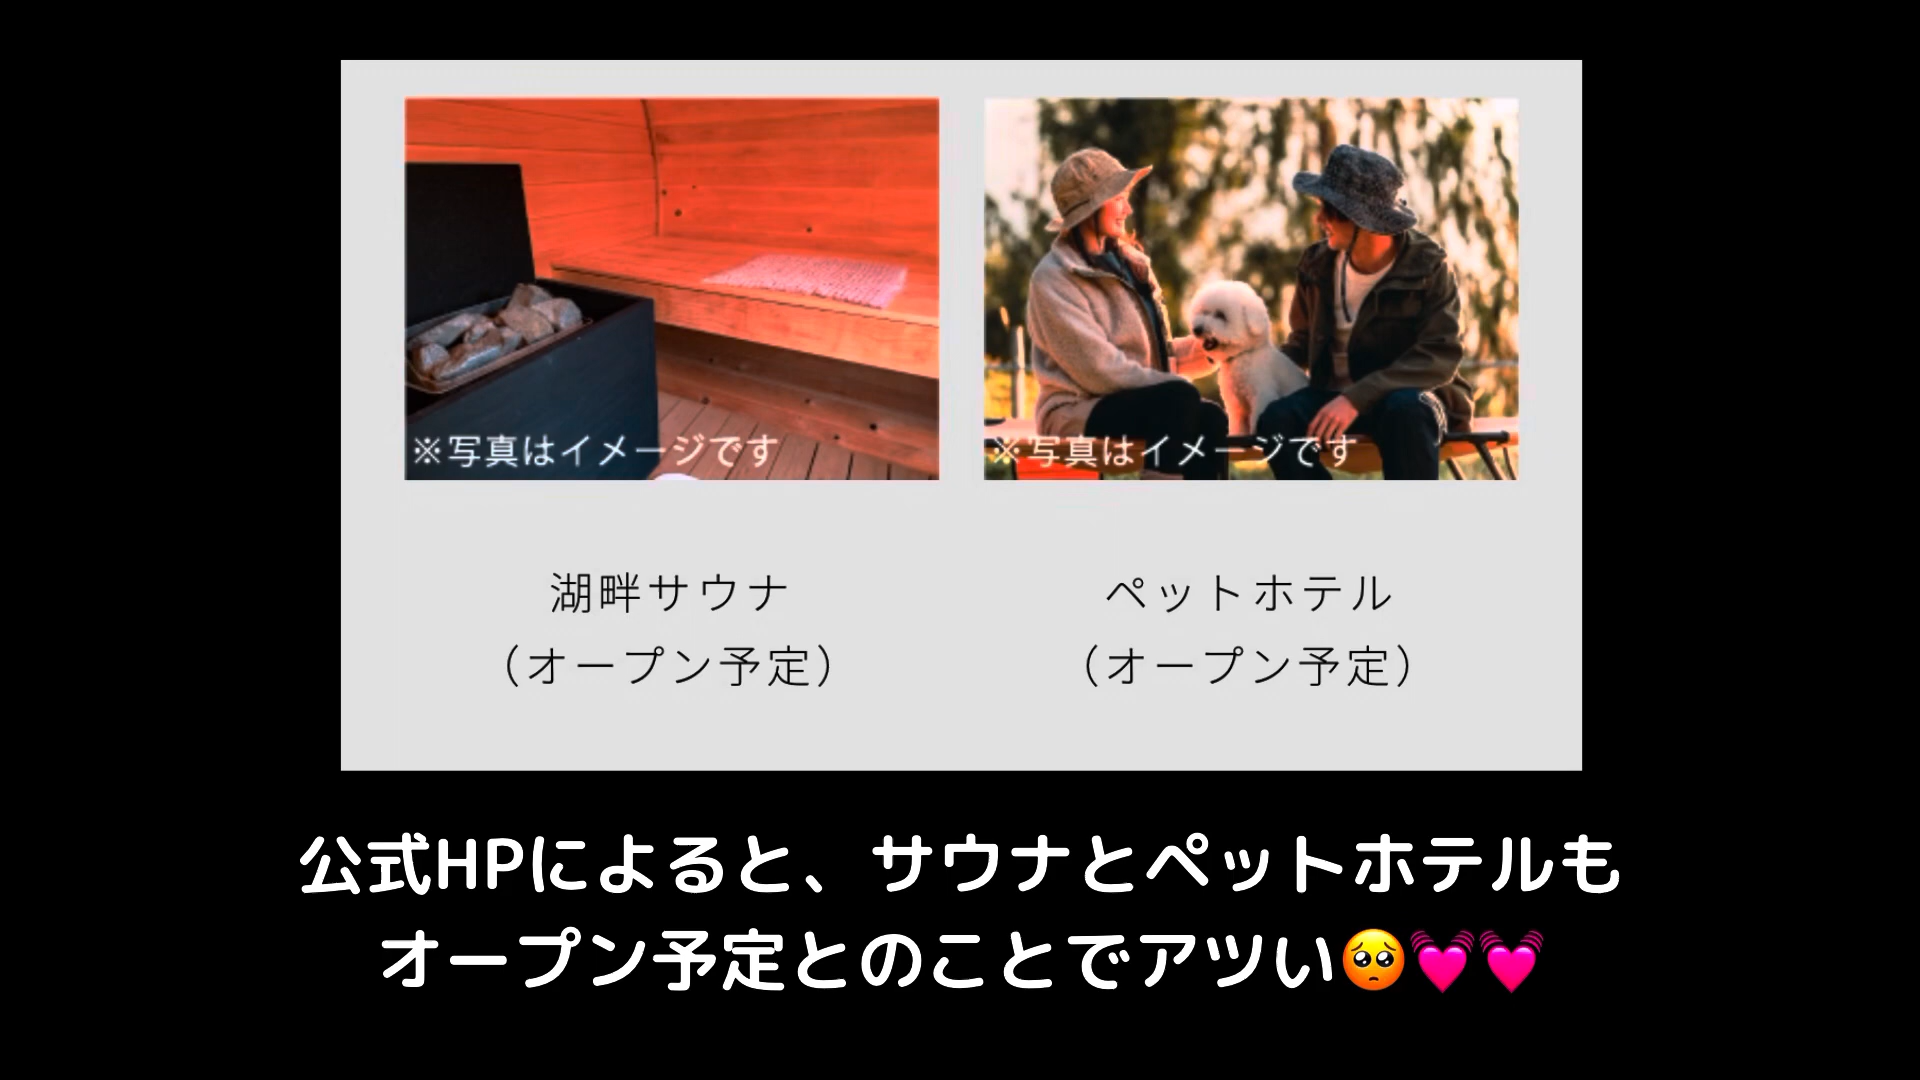 ※写真はイメージです
※写真はイメージです
湖畔サウナ
（オープン予定）
ペットホテル
（オープン予定）
公式HPによると、サウナとペットホテルも
オープン予定とのことでアツい🥺💓💓